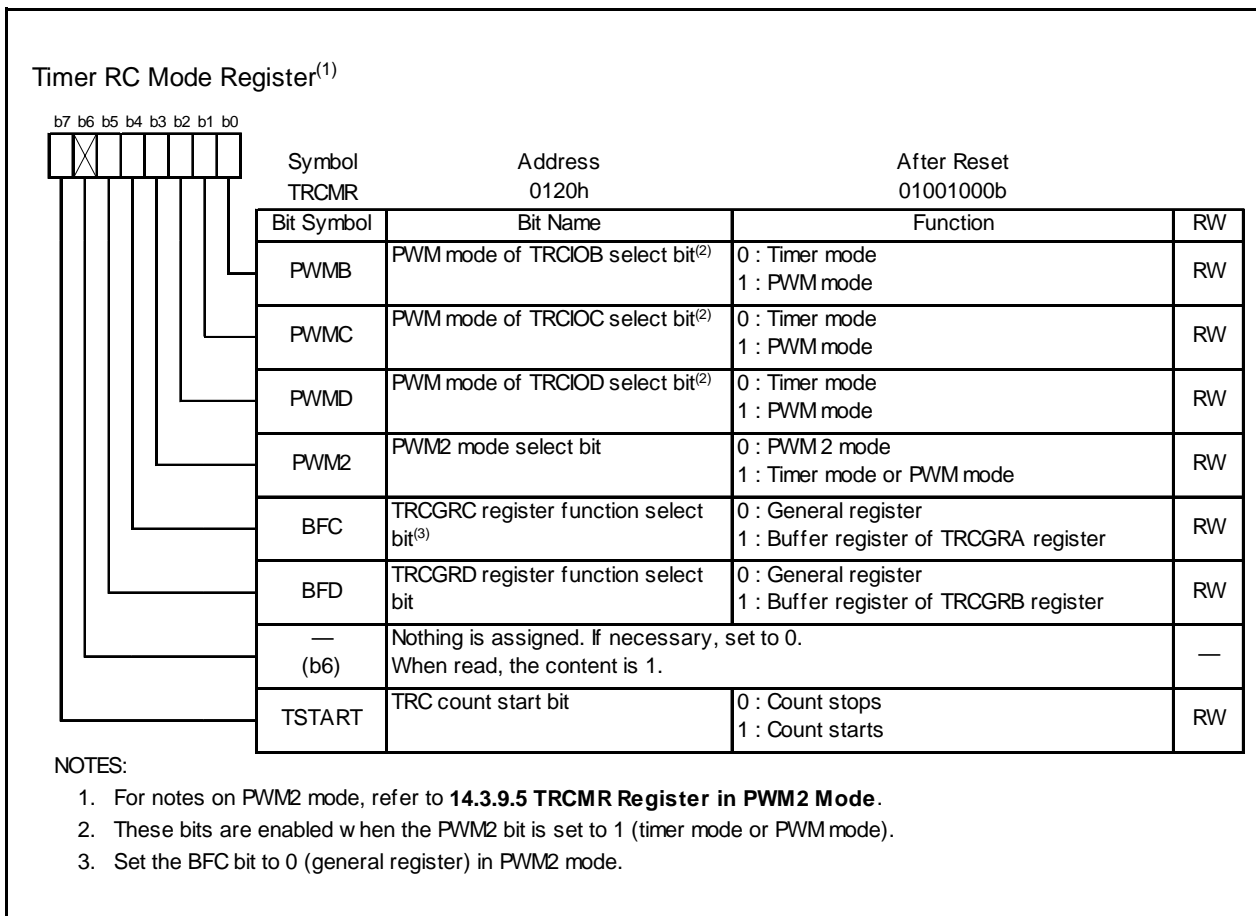 Timer RC Mode Register(1)
b7 b6 b5 b4 b3 b2 b1 b0
Symbol Address After Reset
TRCMR 0120h 01001000b
Bit Symbol Bit Name Function RW
PWMB PWM mode of TRCIOB select bit(2) 0 : Timer mode
1 : PWM mode RW
PWMC PWM mode of TRCIOC select bit(2) 0 : Timer mode
1 : PWM mode RW
PWMD PWM mode of TRCIOD select bit(2) 0 : Timer mode
1 : PWM mode RW
PWM2 PWM2 mode select bit 0 : PWM 2 mode
1 : Timer mode or PWM mode RW
BFC TRCGRC register function select
bit(3) 0 : General register
1 : Buffer register of TRCGRA register RW
BFD TRCGRD register function select
bit 0 : General register
1 : Buffer register of TRCGRB register RW
—
(b6) Nothing is assigned. If necessary, set to 0.
When read, the content is 1. —
TSTART TRC count start bit 0 : Count stops
1 : Count starts RW
NOTES:
1. For notes on PWM2 mode, refer to 14.3.9.5 TRCMR Register in PWM2 Mode.
2. These bits are enabled w hen the PWM2 bit is set to 1 (timer mode or PWM mode).
3. Set the BFC bit to 0 (general register) in PWM2 mode.